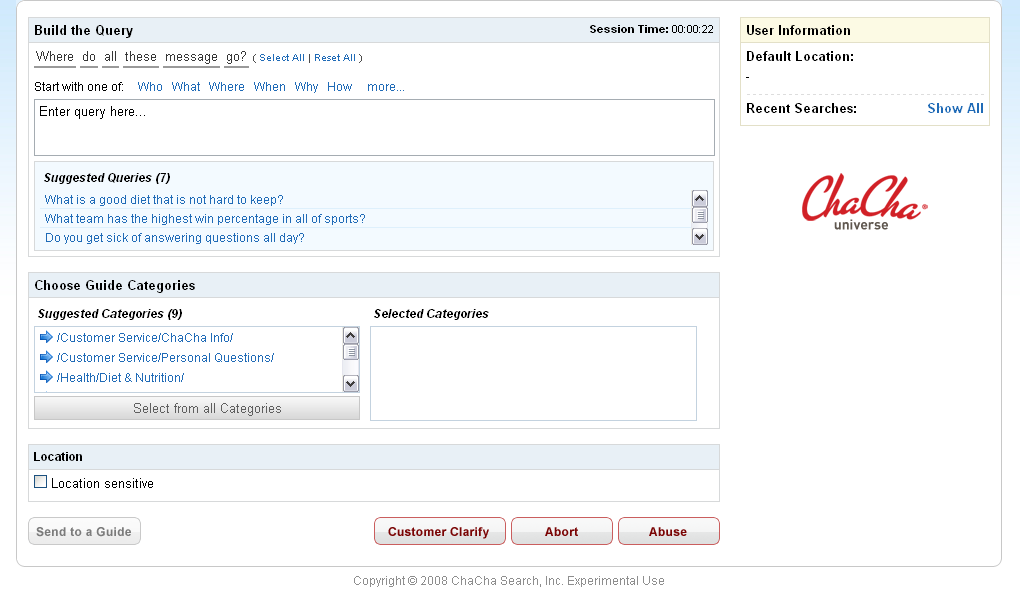 Build the Query Session Time: 00:00:22
Where do all these message go? ( Select All | Reset All )
Start with one of: Who What Where When Why How more...
Enter query here...
Suggested Queries (7)
What is a good diet that is not hard to keep?
What team has the highest win percentage in all of sports?
Do you get sick of answering questions all day?
Choose Guide Categories
Suggested Categories (9) Selected Categories
/Customer Service/ChaCha Info/
/Customer Service/Personal Questions/
/Health/Diet & Nutrition/
Select from all Categories
Location
Location sensitive
Send to a Guide Customer Clarify Abort Abuse
User Information
Default Location:
-
Recent Searches: Show All
ChaCha
universe
Copyright © 2008 ChaCha Search, Inc. Experimental Use